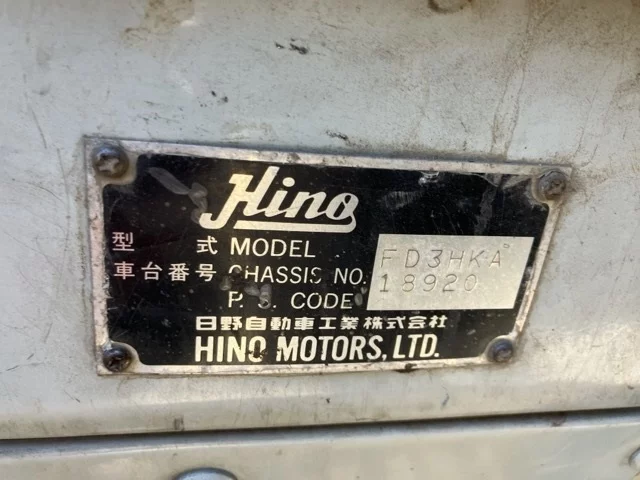 Hino
型式 MODEL FD3HKA
車台番号 CHASSIS NO. 18920
P. S. CODE
日野自動車工業株式会社
HINO MOTORS, LTD.